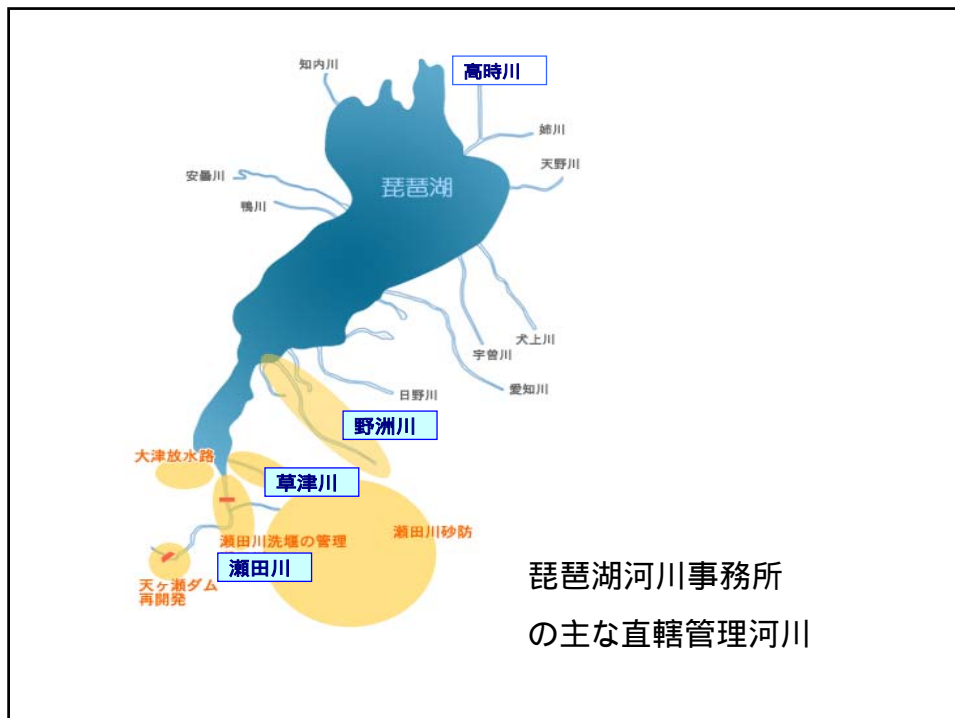 知内川
高時川
姉川
天野川
安曇川
鴨川
琵琶湖
犬上川
宇曽川
愛知川
日野川
野洲川
大津放水路
草津川
瀬田川砂防
瀬田川洗堰の管理
瀬田川
天ヶ瀬ダム
再開発
琵琶湖河川事務所
の主な直轄管理河川